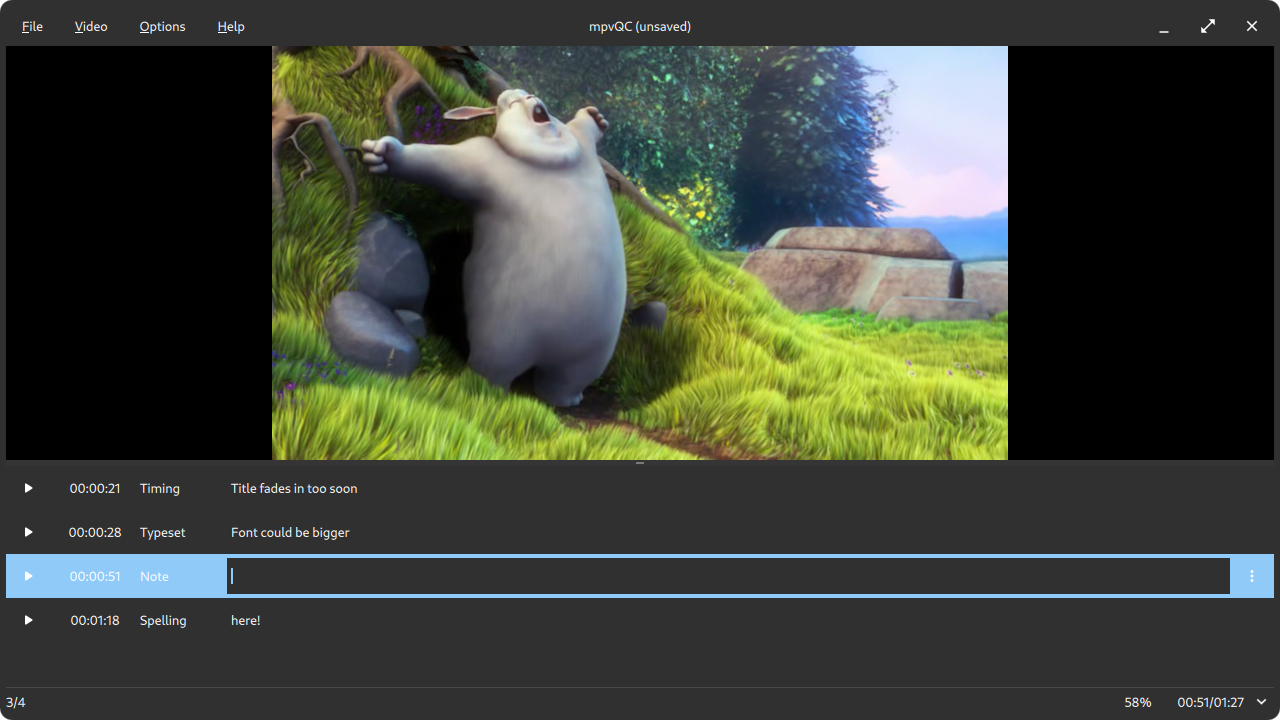 File Video Options Help mpvQC (unsaved)
00:00:21 Timing Title fades in too soon
00:00:28 Typeset Font could be bigger
00:00:51 Note
00:01:18 Spelling here!
3/4 58% 00:51/01:27